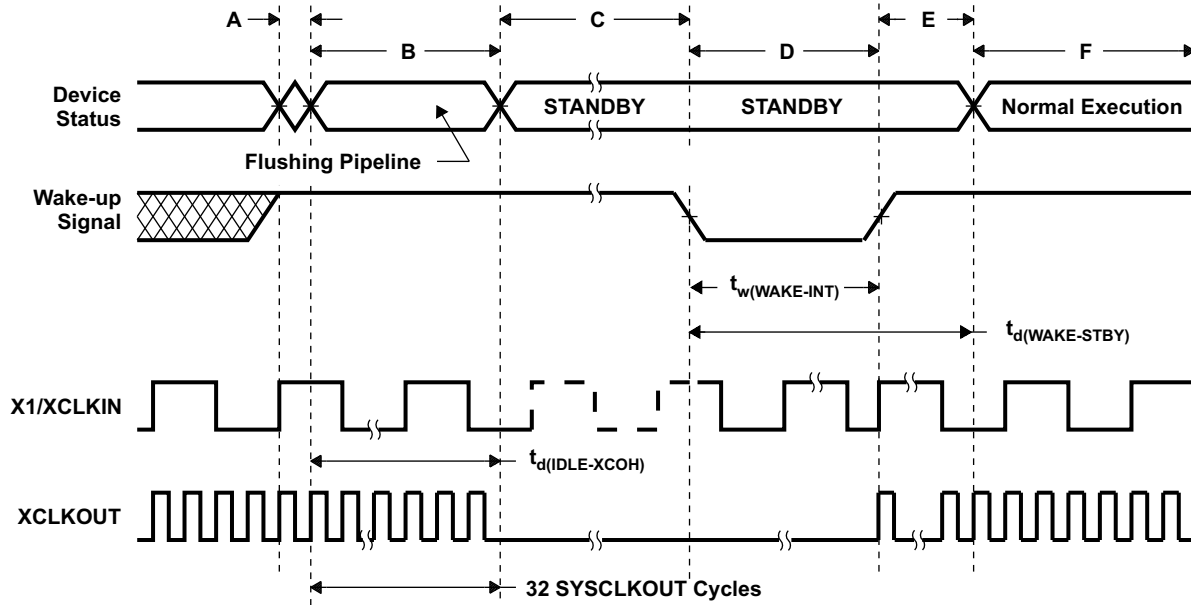 A
B
C
D
E
F
Device
Status
STANDBY
STANDBY
Normal Execution
Flushing Pipeline
Wake-up
Signal
tw(WAKE-INT)
td(WAKE-STBY)
X1/XCLKIN
td(IDLE-XCOH)
XCLKOUT
32 SYSCLKOUT Cycles